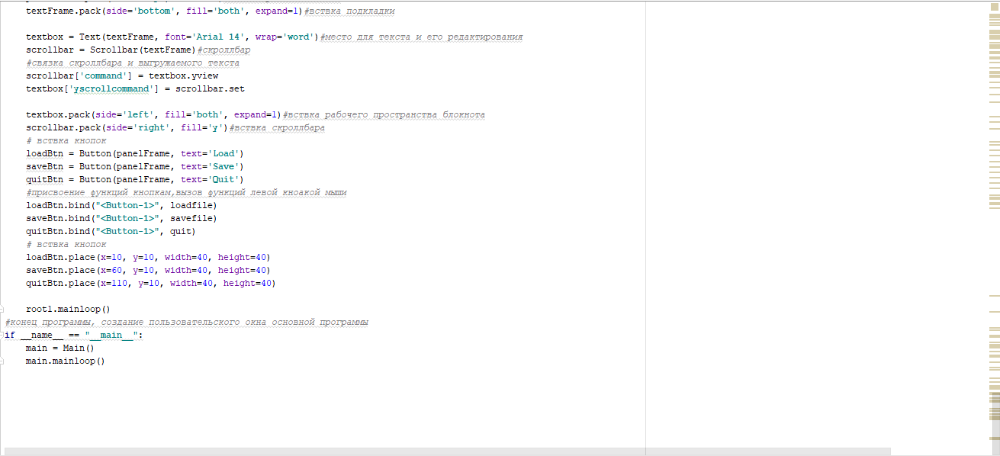 textFrame.pack(side='bottom', fill='both', expand=1)#вствка подкладки
textbox = Text(textFrame, font='Arial 14', wrap='word')#место для текста и его редактирования
scrollbar = Scrollbar(textFrame)#скроллбар
#связка скроллбара и выгружаемого текста
scrollbar['command'] = textbox.yview
textbox['yscrollcommand'] = scrollbar.set
textbox.pack(side='left', fill='both', expand=1)#вствка рабочего пространства блокнота
scrollbar.pack(side='right', fill='y')#вствка скроллбара
# вствка кнопок
loadBtn = Button(panelFrame, text='Load')
saveBtn = Button(panelFrame, text='Save')
quitBtn = Button(panelFrame, text='Quit')
#присвоение функций кнопкам,вызов функций левой кноакой мыши
loadBtn.bind("<Button-1>", loadfile)
saveBtn.bind("<Button-1>", savefile)
quitBtn.bind("<Button-1>", quit)
# вствка кнопок
loadBtn.place(x=10, y=10, width=40, height=40)
saveBtn.place(x=60, y=10, width=40, height=40)
quitBtn.place(x=110, y=10, width=40, height=40)
root1.mainloop()
#конец программы, создание пользовательского окна основной программы
if __name__ == "__main__":
main = Main()
main.mainloop()